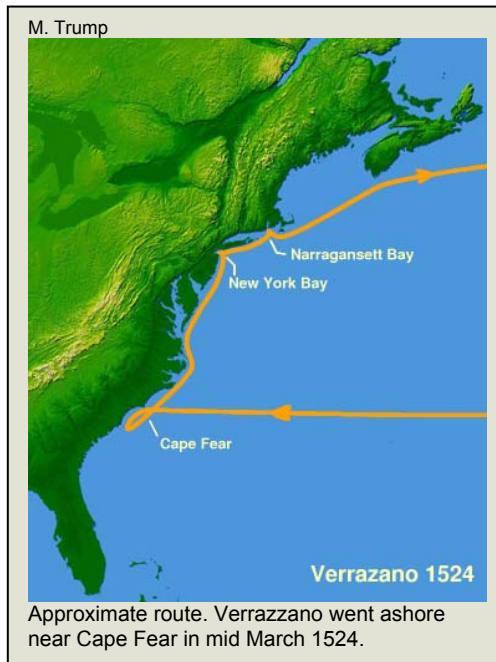 M. Trump
Narragansett Bay
New York Bay
Cape Fear
Verrazano 1524
Approximate route. Verrazzano went ashore
near Cape Fear in mid March 1524.